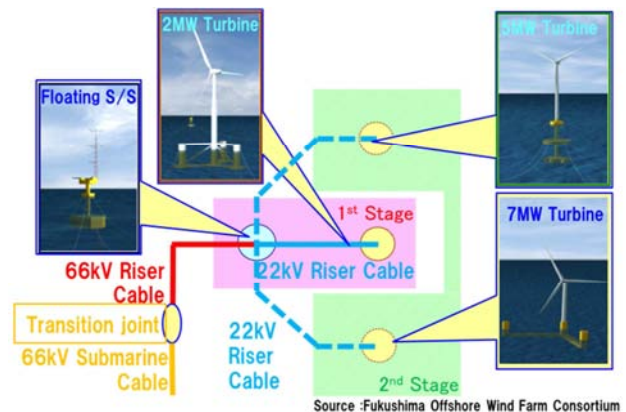 2MW Turbine
5MW Turbine
Floating S/S
1st Stage
7MW Turbine
22kV Riser Cable
66kV Riser
Cable
Transition joint
66kV Submarine
Cable
22kV
Riser
Cable
2nd Stage
Source :Fukushima Offshore Wind Farm Consortium